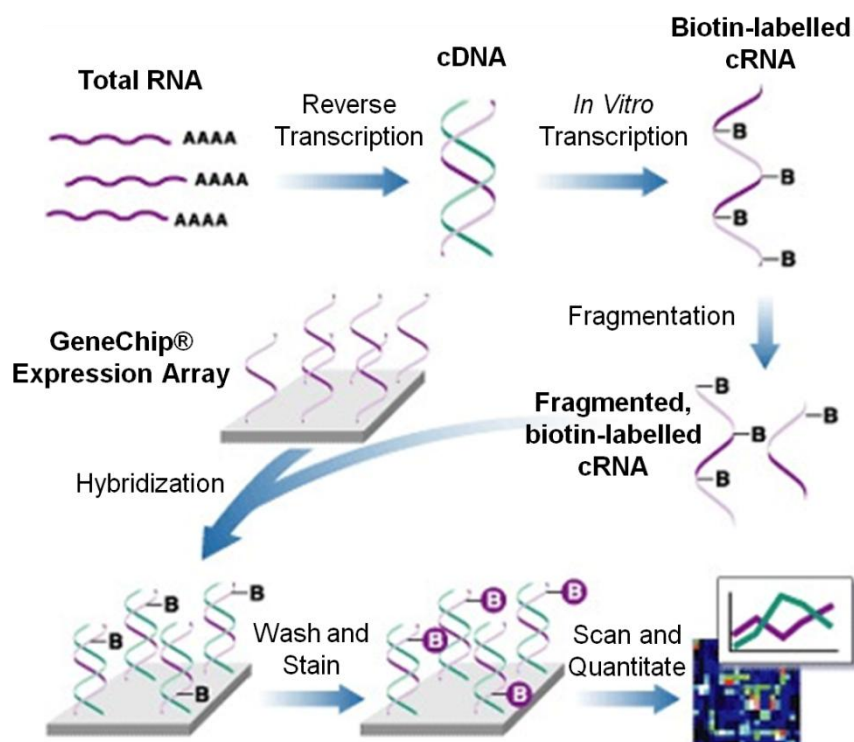 Total RNA
AAAA
AAAA
AAAA
Reverse
Transcription
cDNA
In Vitro
Transcription
Biotin-labelled
cRNA
B
B
B
B
Fragmentation
GeneChip®
Expression Array
Fragmented,
biotin-labelled
cRNA
B
B
B
B
Hybridization
B
B
B
B
Wash and
Stain
B
B
B
B
Scan and
Quantitate